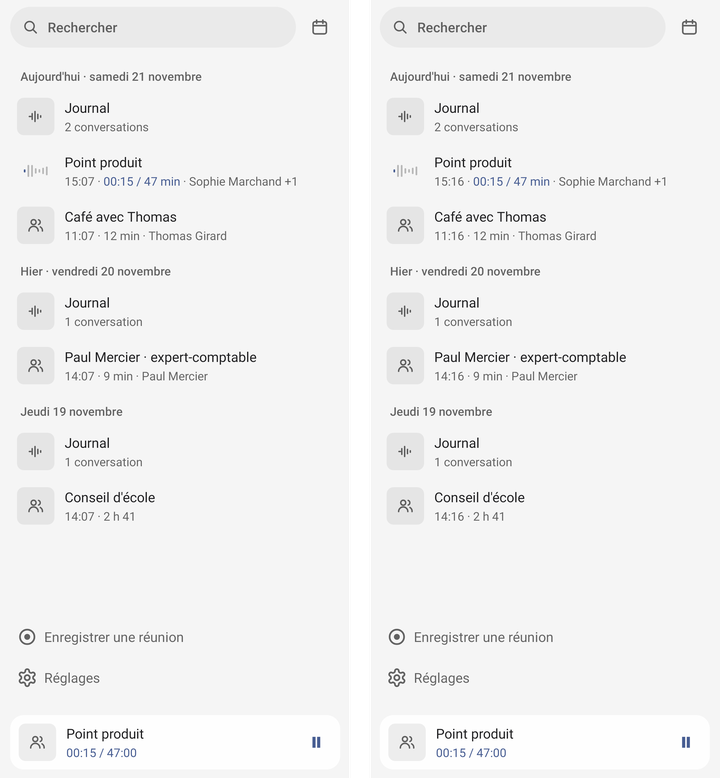 Rechercher
Aujourd'hui · samedi 21 novembre
Journal
2 conversations
Point produit
15:07 · 00:15 / 47 min · Sophie Marchand +1
Café avec Thomas
11:07 · 12 min · Thomas Girard
Hier · vendredi 20 novembre
Journal
1 conversation
Paul Mercier · expert-comptable
14:07 · 9 min · Paul Mercier
Jeudi 19 novembre
Journal
1 conversation
Conseil d'école
14:07 · 2 h 41
Enregistrer une réunion
Réglages
Point produit
00:15 / 47:00
Rechercher
Aujourd'hui · samedi 21 novembre
Journal
2 conversations
Point produit
15:16 · 00:15 / 47 min · Sophie Marchand +1
Café avec Thomas
11:16 · 12 min · Thomas Girard
Hier · vendredi 20 novembre
Journal
1 conversation
Paul Mercier · expert-comptable
14:16 · 9 min · Paul Mercier
Jeudi 19 novembre
Journal
1 conversation
Conseil d'école
14:16 · 2 h 41
Enregistrer une réunion
Réglages
Point produit
00:15 / 47:00